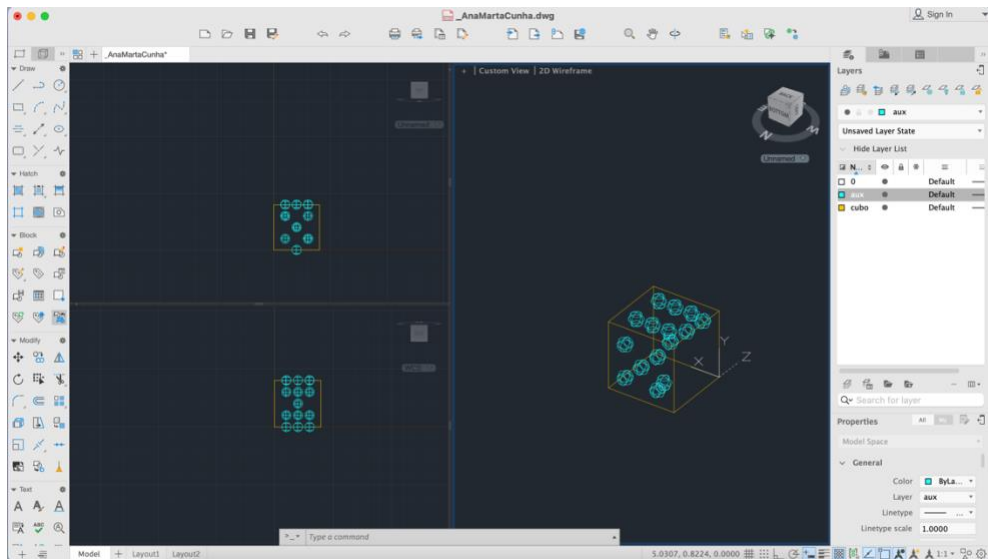 _AnaMartaCunha.dwg
Sign In
_AnaMartaCunha*
Draw
Custom View | 2D Wireframe
Layers
aux
Unsaved Layer State
Hide Layer List
N...
0 Default
aux Default
cubo Default
Hatch
Block
Modify
Text
BACK
BOTTOM
N
M
Unnamed
Unnamed
Y
X
Z
Search for layer
Properties
All
Model Space
General
Color ByLa...
Layer aux
Linetype ...
Linetype scale 1.0000
Type a command
Model + Layout1 Layout2
5.0307, 0.8224, 0.0000
1:1